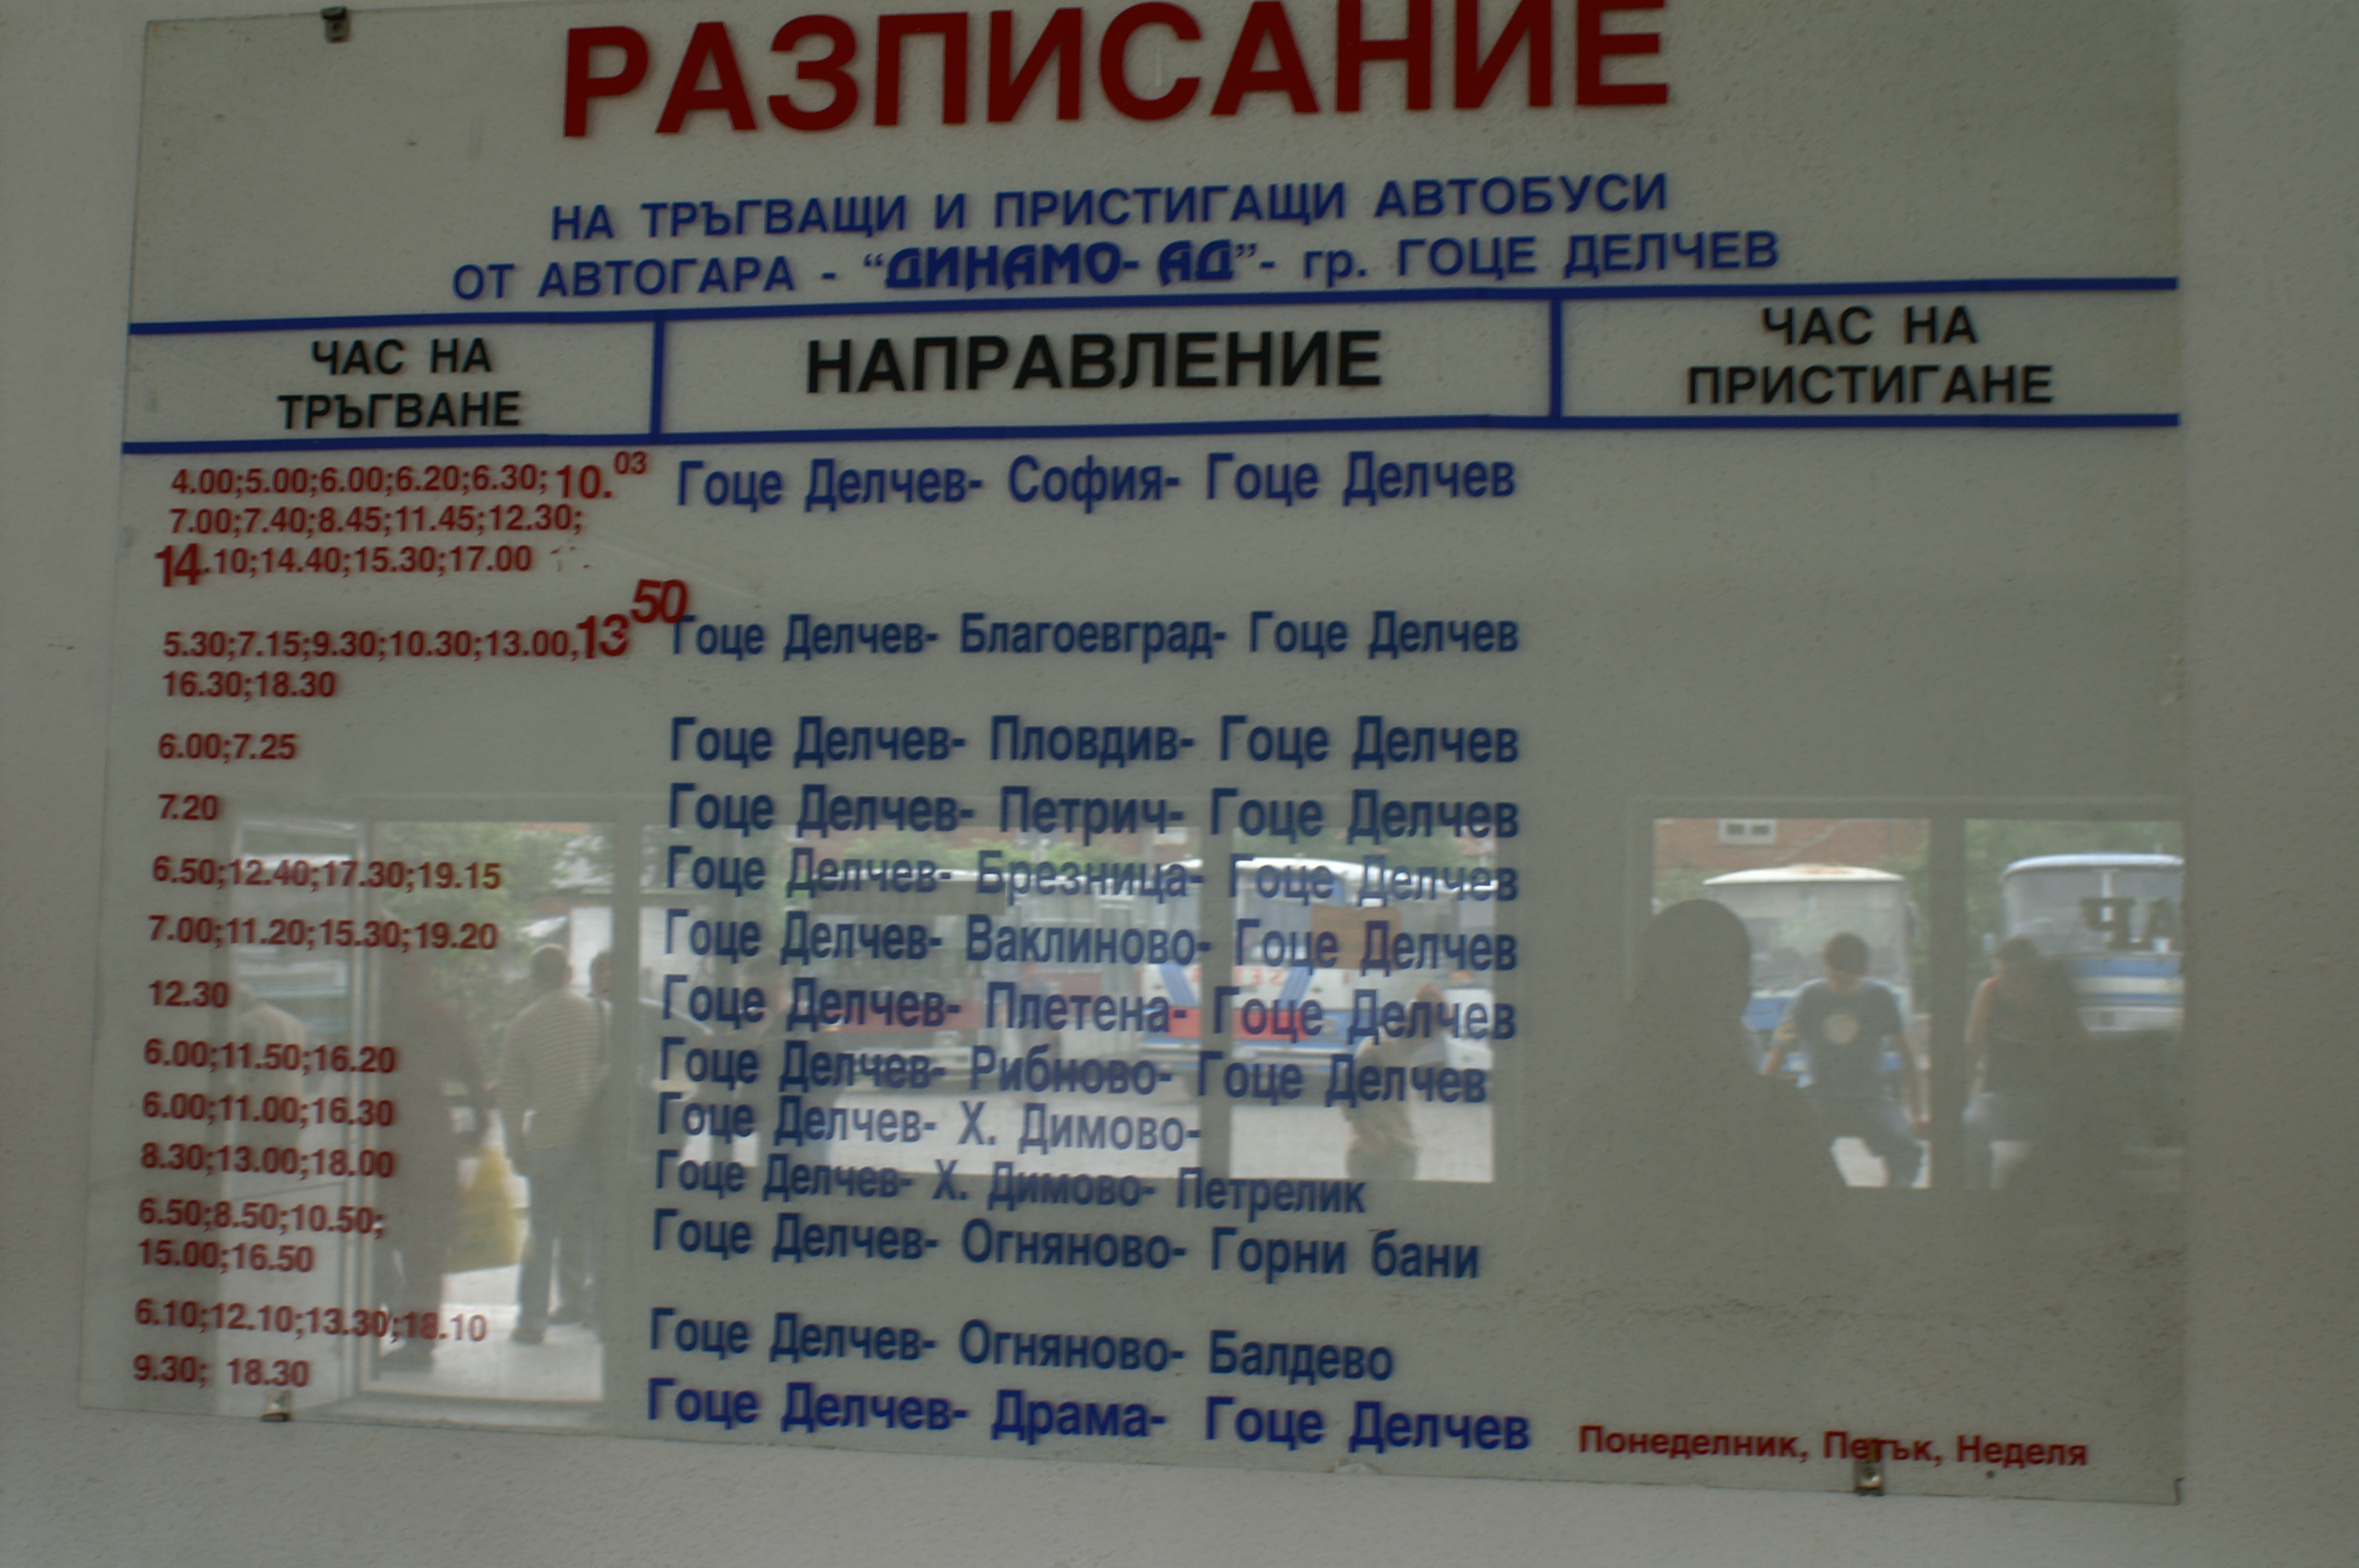 РАЗПИСАНИЕ
НА ТРЪГВАЩИ И ПРИСТИГАЩИ АВТОБУСИ
ОТ АВТОГАРА - “ДИНАМО- АД”- гр. ГОЦЕ ДЕЛЧЕВ
ЧАС НА
ТРЪГВАНЕ
НАПРАВЛЕНИЕ
ЧАС НА
ПРИСТИГАНЕ
4.00;5.00;6.00;6.20;6.30; 10.03 Гоце Делчев- София- Гоце Делчев
7.00;7.40;8.45;11.45;12.30;
14.10;14.40;15.30;17.00
5.30;7.15;9.30;10.30;13.00,13 50 Гоце Делчев- Благоевград- Гоце Делчев
16.30;18.30
6.00;7.25 Гоце Делчев- Пловдив- Гоце Делчев
7.20 Гоце Делчев- Петрич- Гоце Делчев
6.50;12.40;17.30;19.15 Гоце Делчев- Брезница- Гоце Делчев
7.00;11.20;15.30;19.20 Гоце Делчев- Ваклиново- Гоце Делчев
12.30 Гоце Делчев- Плетена- Гоце Делчев
6.00;11.50;16.20 Гоце Делчев- Рибново- Гоце Делчев
6.00;11.00;16.30 Гоце Делчев- Х. Димово-
8.30;13.00;18.00 Гоце Делчев- Х. Димово- Петрелик
6.50;8.50;10.50; Гоце Делчев- Огняново- Горни бани
15.00;16.50
6.10;12.10;13.30;18.10 Гоце Делчев- Огняново- Балдево
9.30; 18.30 Гоце Делчев- Драма- Гоце Делчев Понеделник, Петък, Неделя